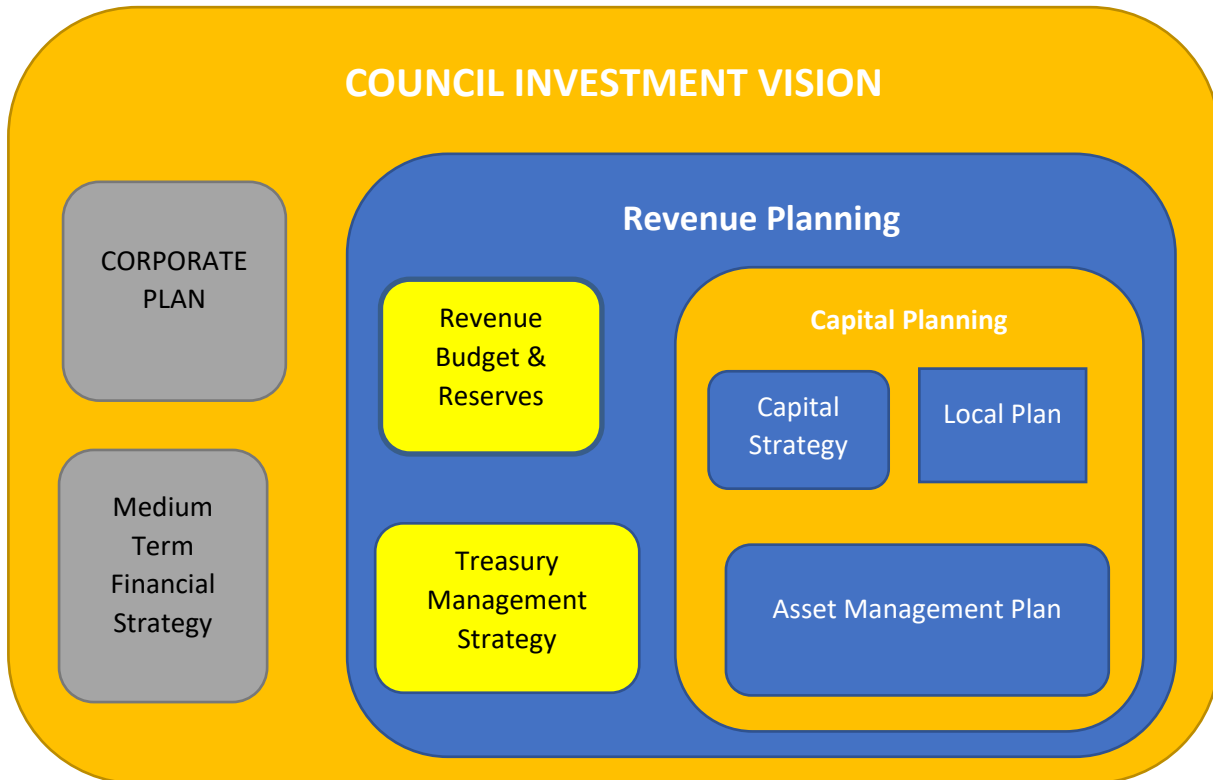 COUNCIL INVESTMENT VISION
CORPORATE
PLAN
Medium
Term
Financial
Strategy
Revenue Planning
Revenue
Budget &
Reserves
Treasury
Management
Strategy
Capital Planning
Capital
Strategy
Local Plan
Asset Management Plan